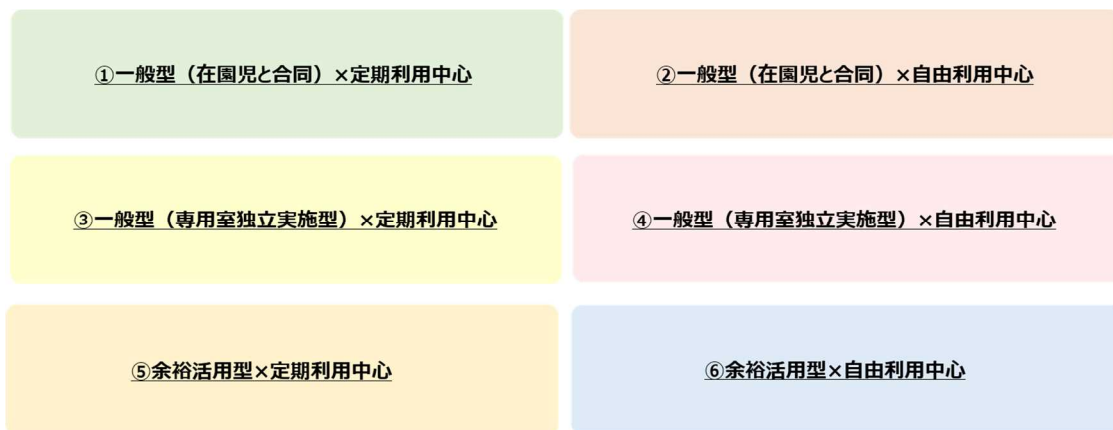 ①一般型（在園児と合同）×定期利用中心
②一般型（在園児と合同）×自由利用中心
③一般型（専用室独立実施型）×定期利用中心
④一般型（専用室独立実施型）×自由利用中心
⑤余裕活用型×定期利用中心
⑥余裕活用型×自由利用中心